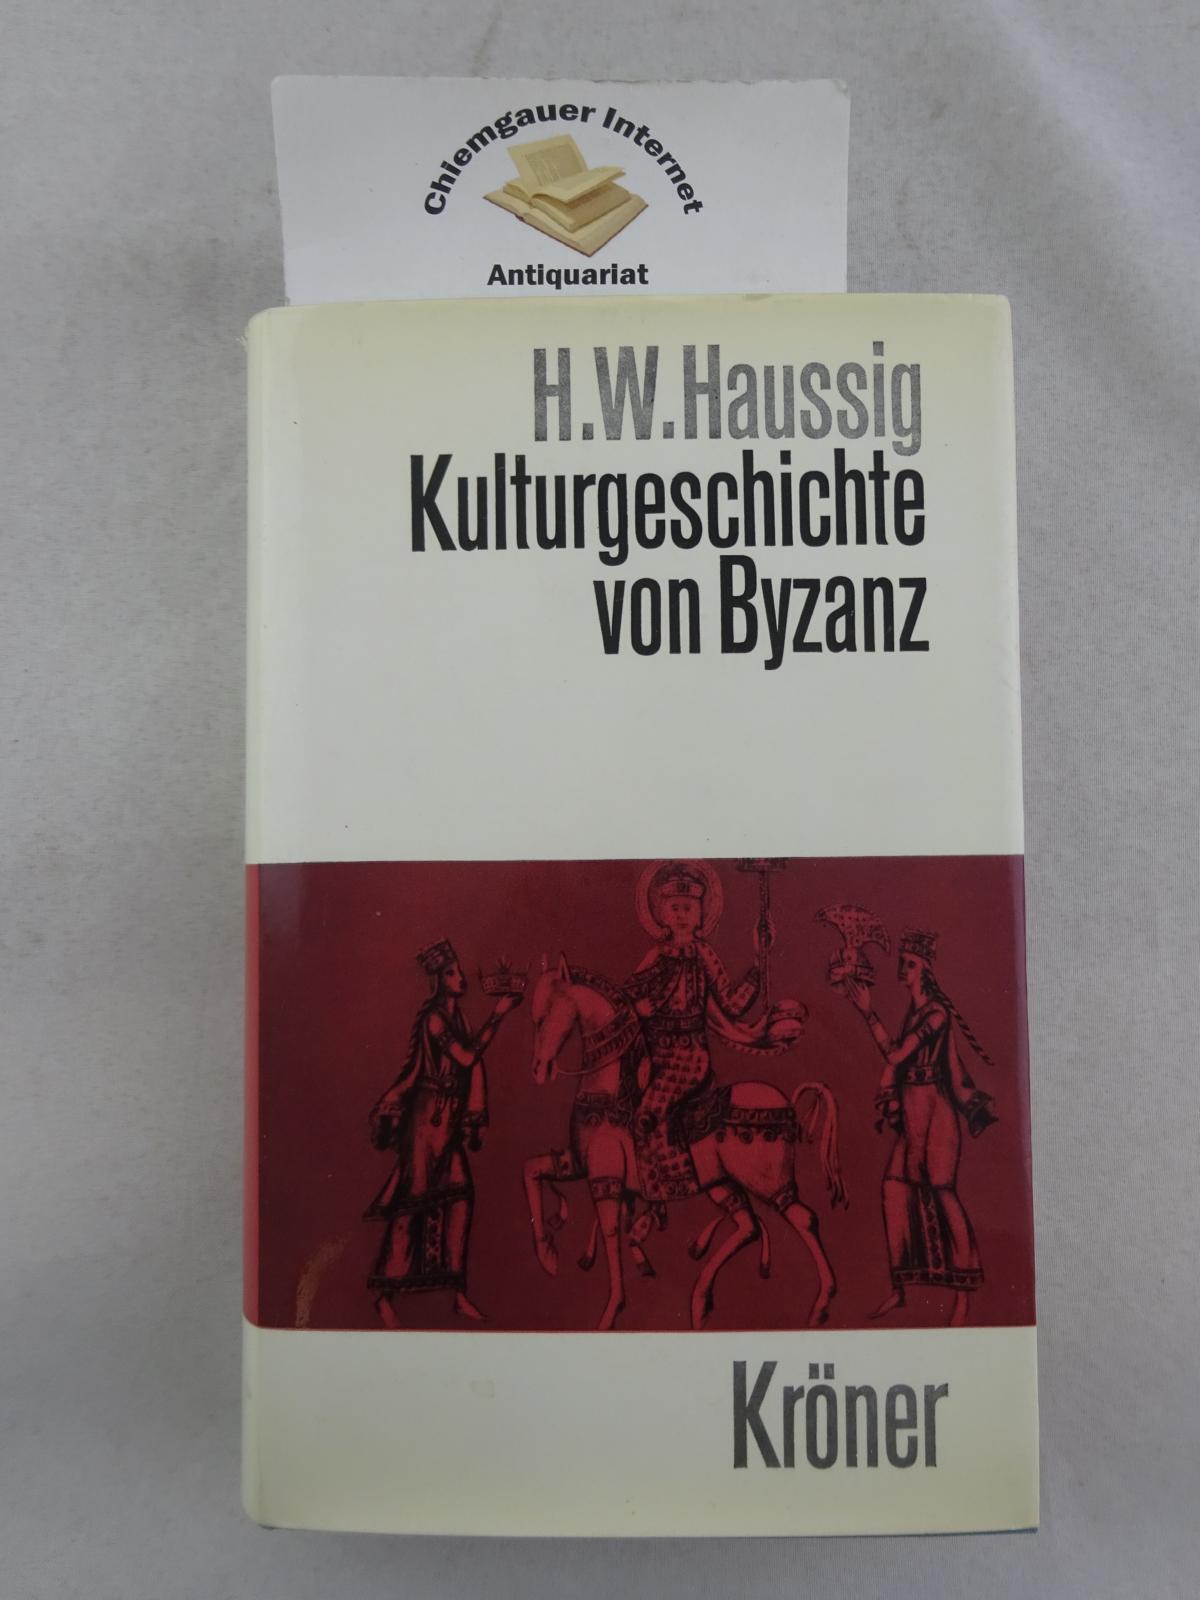 Chiemgauer Internet
Antiquariat
H.W.Haussig
Kulturgeschichte
von Byzanz
Kröner